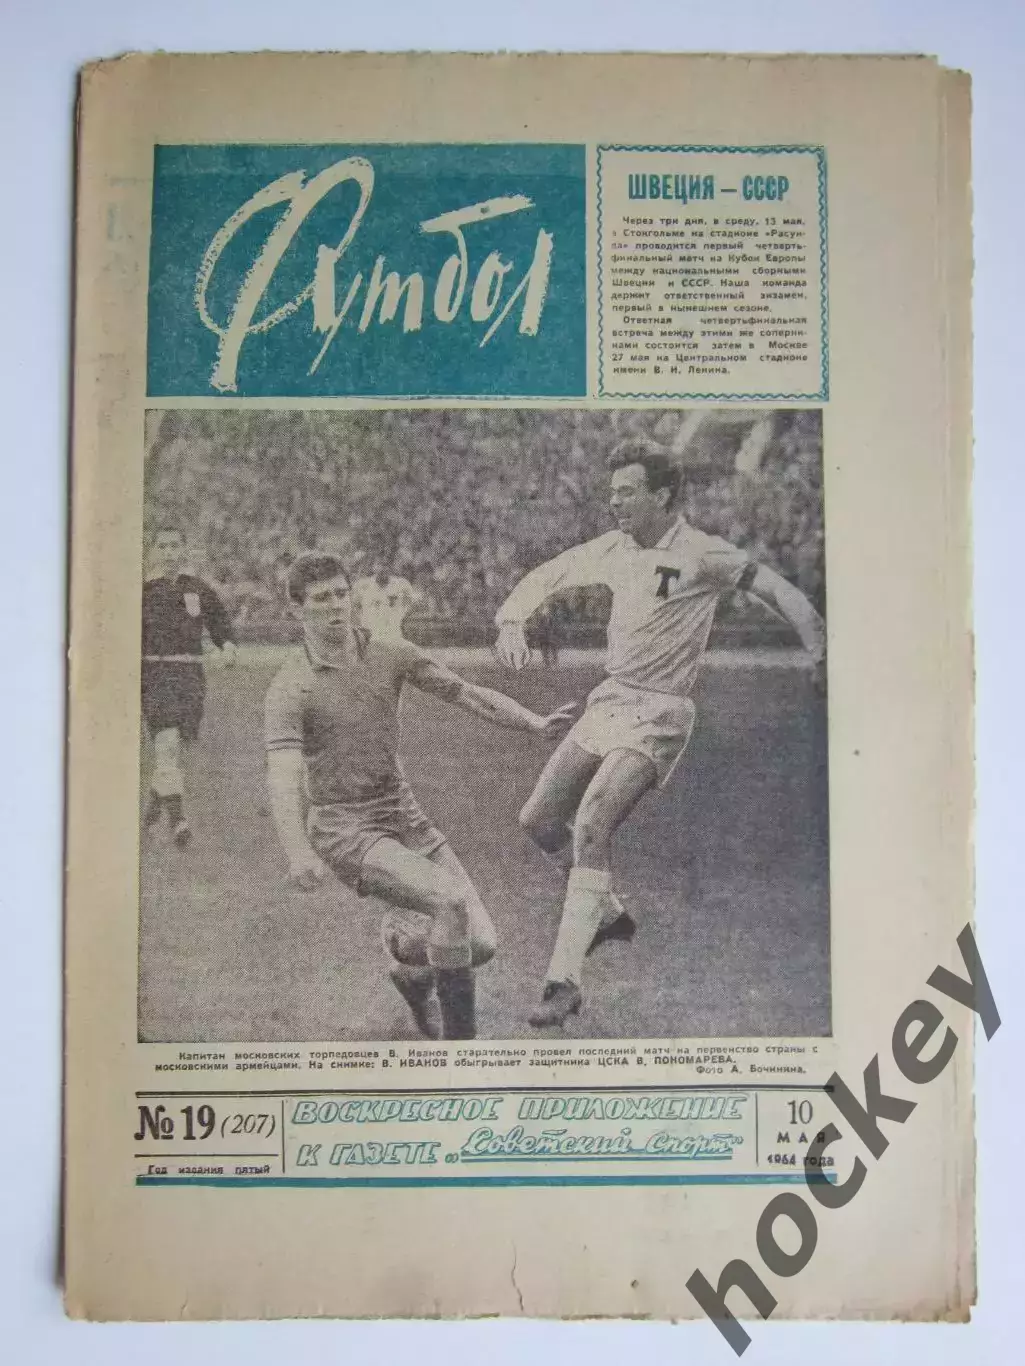 Футбол
ШВЕЦИЯ — СССР
Через три дня, в среду, 13 мая,
в Стокгольме на стадионе «Расун-
да» проводится первый четверть-
финальный матч на Кубок Европы
между национальными сборными
Швеции и СССР. Наша команда
держит ответственный экзамен,
первый в нынешнем сезоне.
Ответная четвертьфинальная
встреча между этими же соперни-
ками состоится затем в Москве
27 мая на Центральном стадионе
имени В. И. Ленина.
Т
Капитан московских торпедовцев В. Иванов старательно провел последний матч на первенство страны с
московскими армейцами. На снимке: В. ИВАНОВ обыгрывает защитника ЦСКА В. ПОНОМАРЕВА.
Фото А. Бочинина.
№ 19 (207)
Год издания пятый
ВОСКРЕСНОЕ ПРИЛОЖЕНИЕ
К ГАЗЕТЕ „Советский спорт"
10
МАЯ
1964 года
hockey